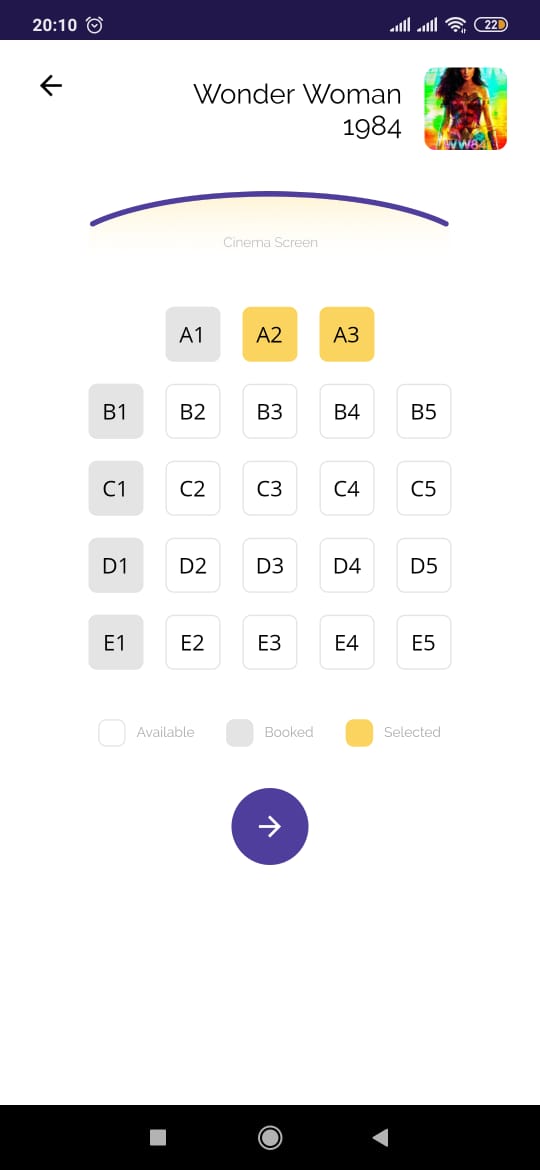 20:10 22
Wonder Woman
1984
WW84
Cinema Screen
A1 A2 A3
B1 B2 B3 B4 B5
C1 C2 C3 C4 C5
D1 D2 D3 D4 D5
E1 E2 E3 E4 E5
Available Booked Selected